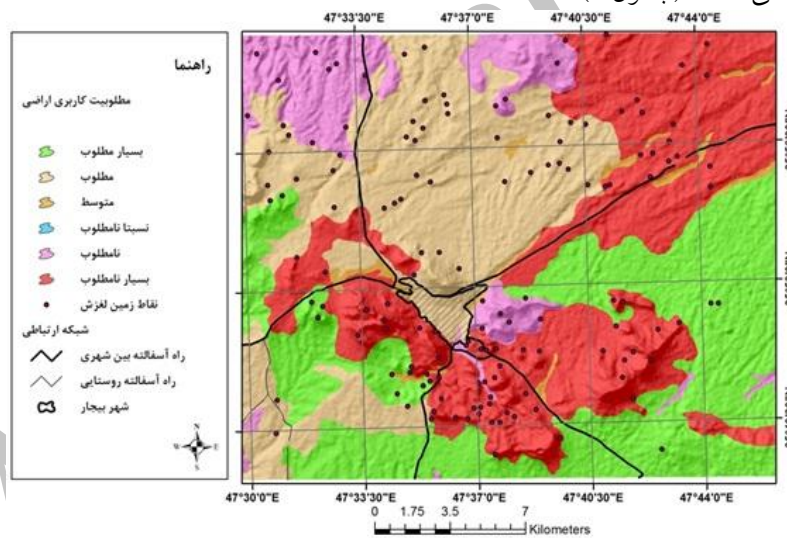 47°33'30"E 47°37'0"E 47°40'30"E 47°44'0"E
راهنما
مطلوبیت کاربری اراضی
بسیار مطلوب
مطلوب
متوسط
نسبتا نامطلوب
نامطلوب
بسیار نامطلوب
نقاط زمین لغزش
شبکه ارتباطی
راه آسفالته بین شهری
راه آسفالته روستایی
شهر بیجار
N
W E
S
47°30'0"E 47°33'30"E 47°37'0"E 47°40'30"E 47°44'0"E
0 1.75 3.5 7
Kilometers